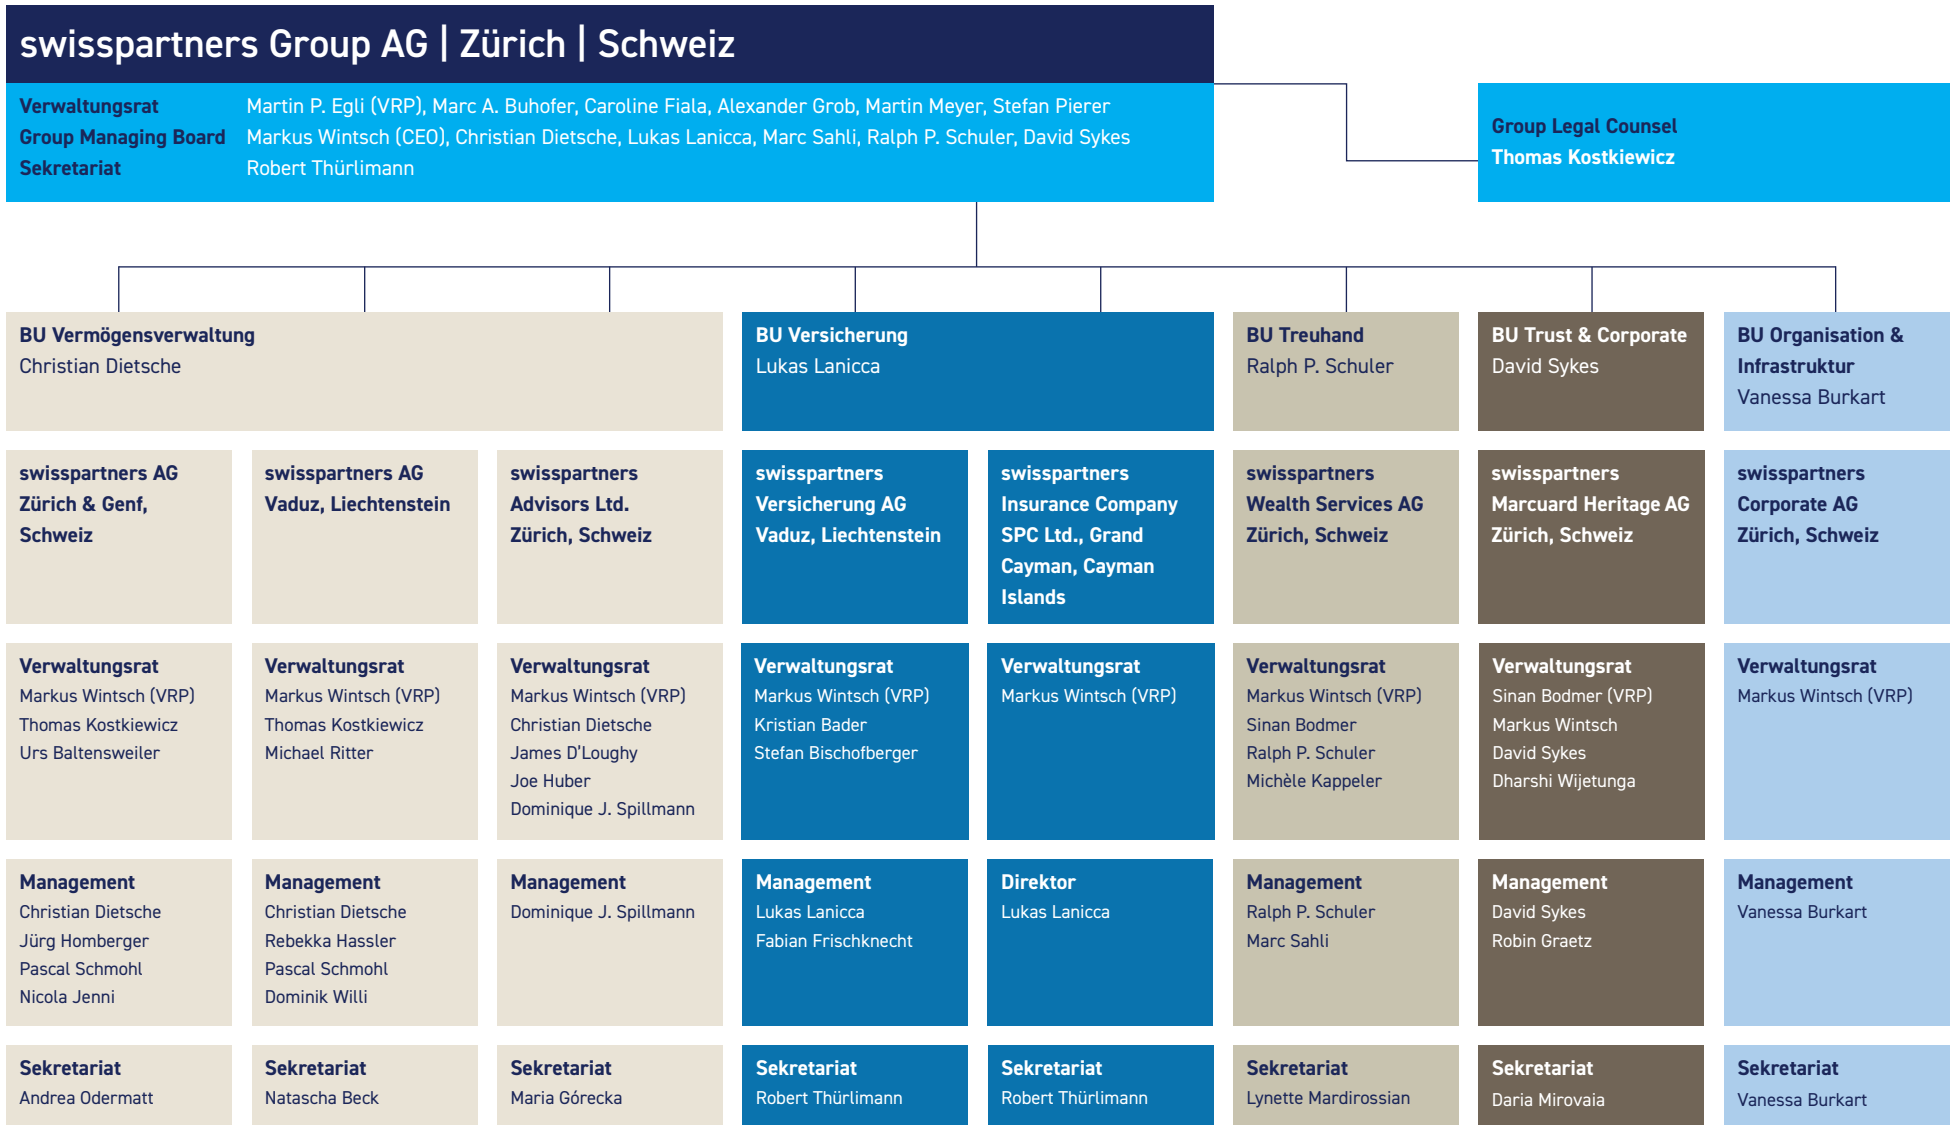 swisspartners Group AG | Zürich | Schweiz
Verwaltungsrat Martin P. Egli (VRP), Marc A. Buhofer, Caroline Fiala, Alexander Grob, Martin Meyer, Stefan Pierer
Group Managing Board Markus Wintsch (CEO), Christian Dietsche, Lukas Lanicca, Marc Sahli, Ralph P. Schuler, David Sykes
Sekretariat Robert Thürlimann
Group Legal Counsel
Thomas Kostkiewicz
BU Vermögensverwaltung
Christian Dietsche
BU Versicherung
Lukas Lanicca
BU Treuhand
Ralph P. Schuler
BU Trust & Corporate
David Sykes
BU Organisation &
Infrastruktur
Vanessa Burkart
swisspartners AG
Zürich & Genf,
Schweiz
swisspartners AG
Vaduz, Liechtenstein
swisspartners
Advisors Ltd.
Zürich, Schweiz
swisspartners
Versicherung AG
Vaduz, Liechtenstein
swisspartners
Insurance Company
SPC Ltd., Grand
Cayman, Cayman
Islands
swisspartners
Wealth Services AG
Zürich, Schweiz
swisspartners
Marcuard Heritage AG
Zürich, Schweiz
swisspartners
Corporate AG
Zürich, Schweiz
Verwaltungsrat
Markus Wintsch (VRP)
Thomas Kostkiewicz
Urs Baltensweiler
Verwaltungsrat
Markus Wintsch (VRP)
Thomas Kostkiewicz
Michael Ritter
Verwaltungsrat
Markus Wintsch (VRP)
Christian Dietsche
James D'Loughy
Joe Huber
Dominique J. Spillmann
Verwaltungsrat
Markus Wintsch (VRP)
Kristian Bader
Stefan Bischofberger
Verwaltungsrat
Markus Wintsch (VRP)
Verwaltungsrat
Markus Wintsch (VRP)
Sinan Bodmer
Ralph P. Schuler
Michèle Kappeler
Verwaltungsrat
Sinan Bodmer (VRP)
Markus Wintsch
David Sykes
Dharshi Wijetunga
Verwaltungsrat
Markus Wintsch (VRP)
Management
Christian Dietsche
Jürg Homberger
Pascal Schmohl
Nicola Jenni
Management
Christian Dietsche
Rebekka Hassler
Pascal Schmohl
Dominik Willi
Management
Dominique J. Spillmann
Management
Lukas Lanicca
Fabian Frischknecht
Direktor
Lukas Lanicca
Management
Ralph P. Schuler
Marc Sahli
Management
David Sykes
Robin Graetz
Management
Vanessa Burkart
Sekretariat
Andrea Odermatt
Sekretariat
Natascha Beck
Sekretariat
Maria Górecka
Sekretariat
Robert Thürlimann
Sekretariat
Robert Thürlimann
Sekretariat
Lynette Mardirossian
Sekretariat
Daria Mirovaia
Sekretariat
Vanessa Burkart